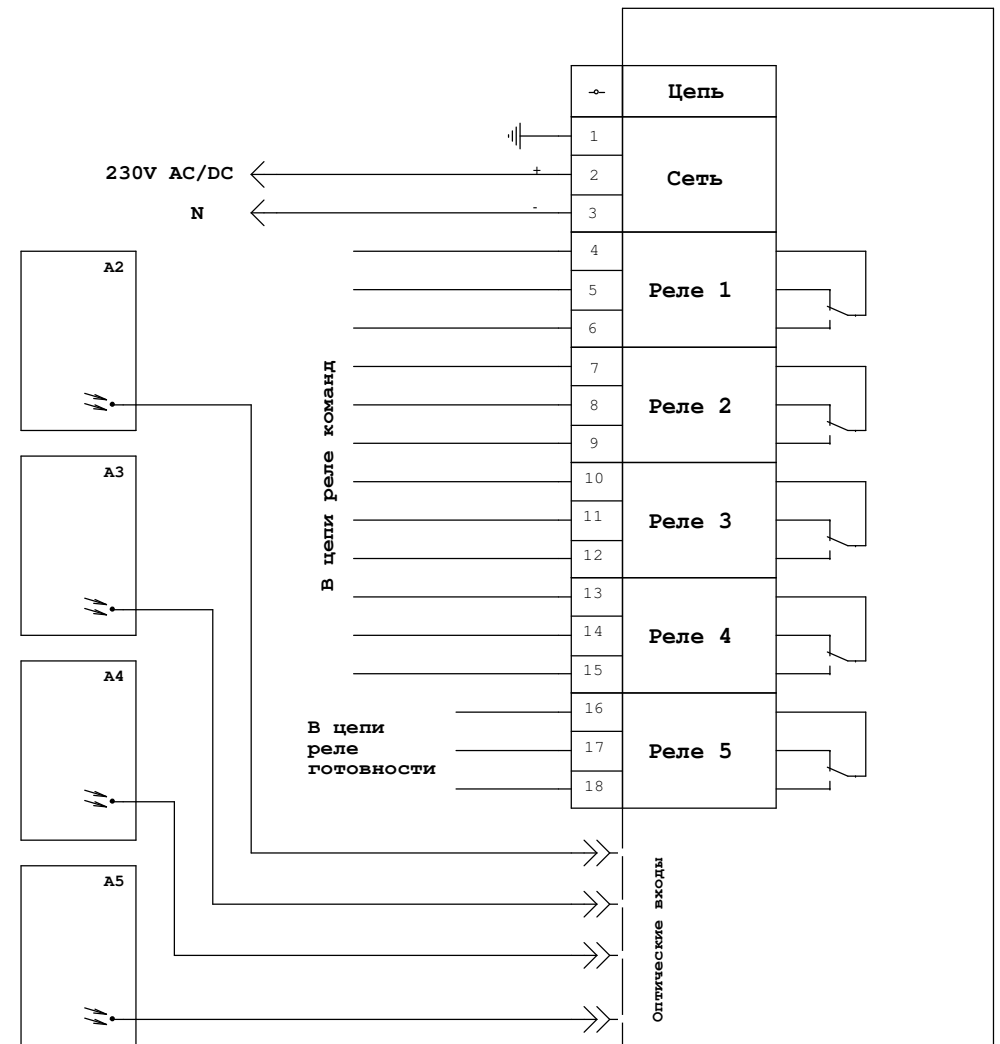 Цепь
1
230V AC/DC + 2 Сеть
N - 3
4
A2
5 Реле 1
6
7
8 Реле 2
9
В цепи реле команд
A3
10
11 Реле 3
12
13
14 Реле 4
15
A4
16
В цепи
реле
готовности
17 Реле 5
18
A5
Оптические входы